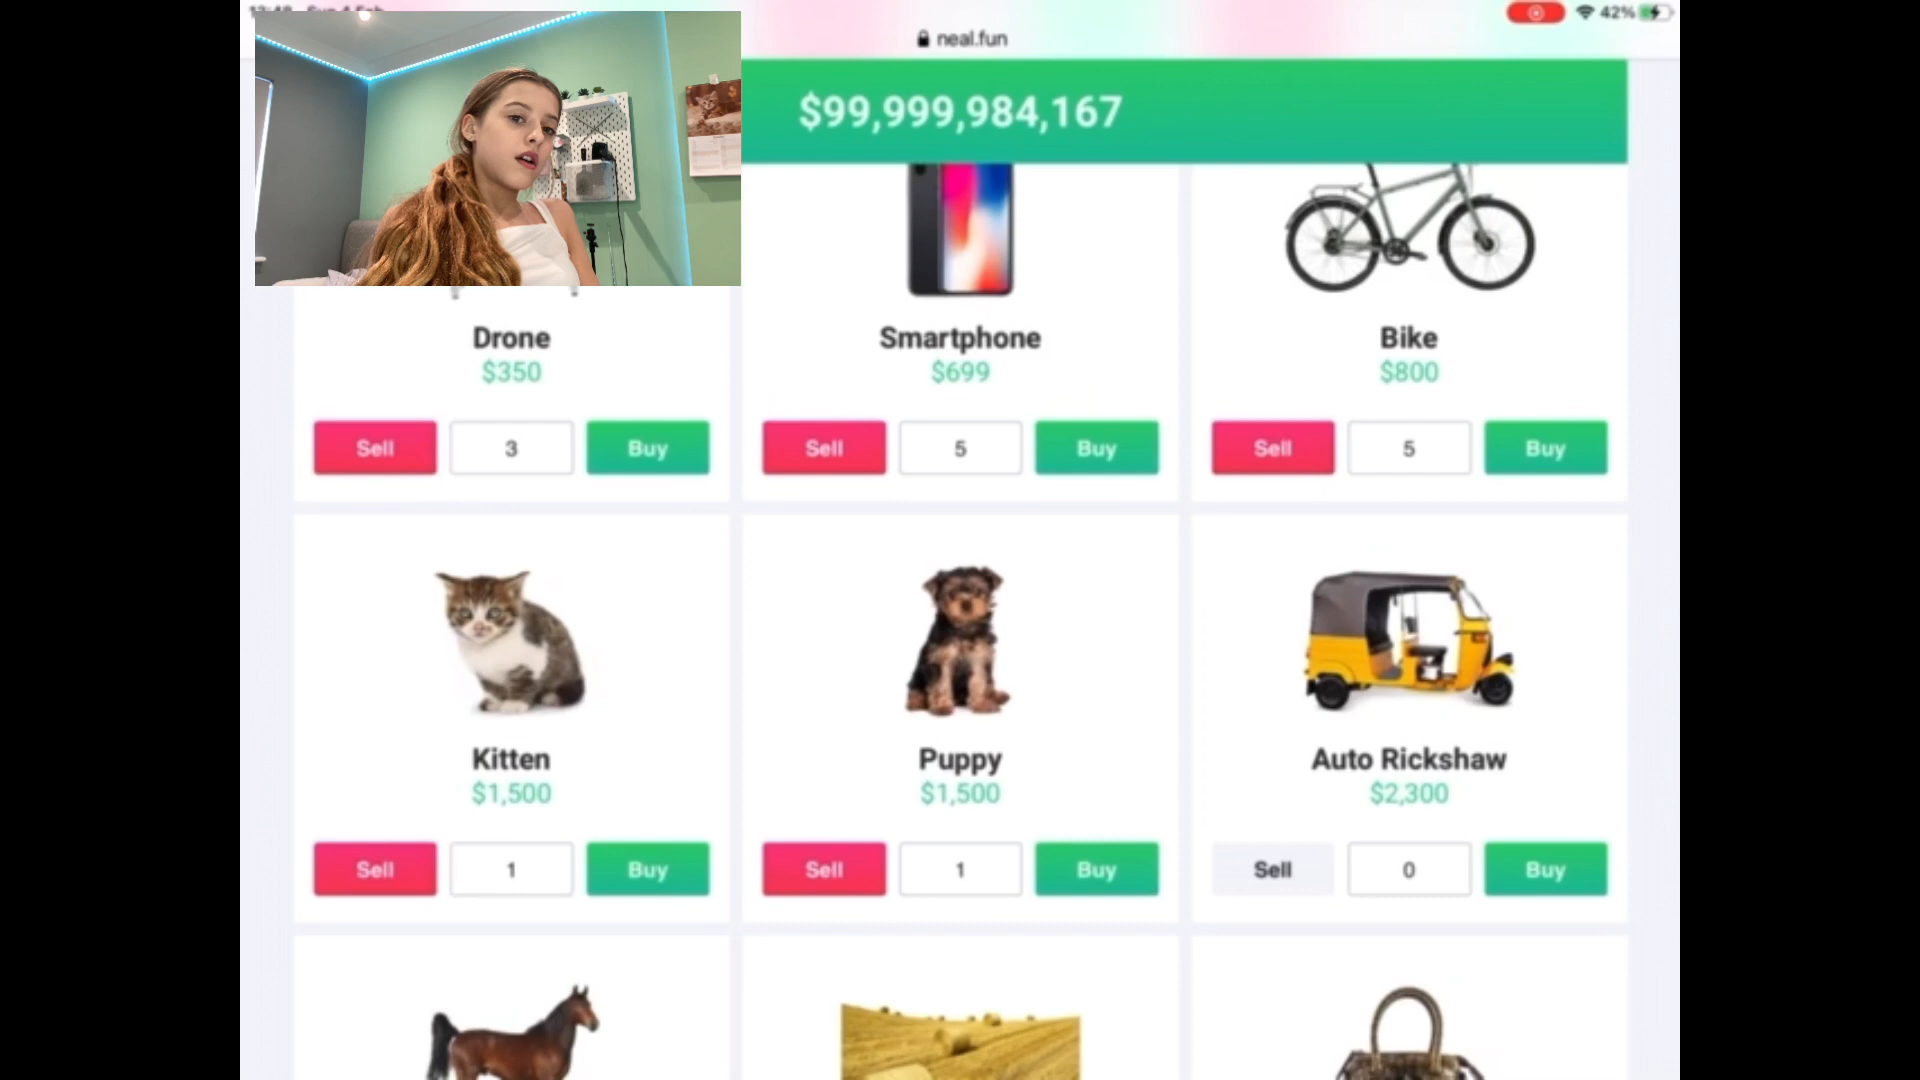 42%
neal.fun
$99,999,984,167
Drone
$350
Sell 3 Buy
Smartphone
$699
Sell 5 Buy
Bike
$800
Sell 5 Buy
Kitten
$1,500
Sell 1 Buy
Puppy
$1,500
Sell 1 Buy
Auto Rickshaw
$2,300
Sell 0 Buy